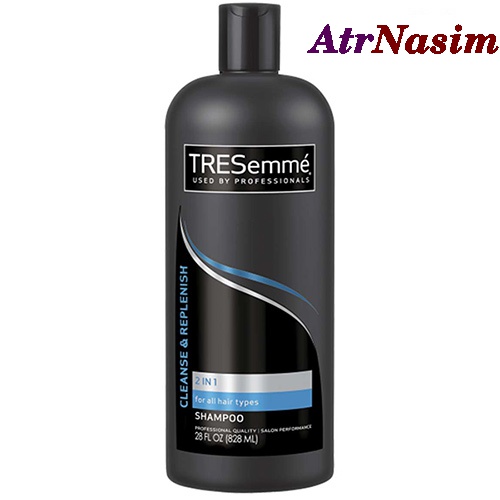 AtrNasim
TRESemmé
USED BY PROFESSIONALS
CLEANSE & REPLENISH
2 IN 1
for all hair types
SHAMPOO
PROFESSIONAL QUALITY | SALON PERFORMANCE
28 FL OZ (828 ML)